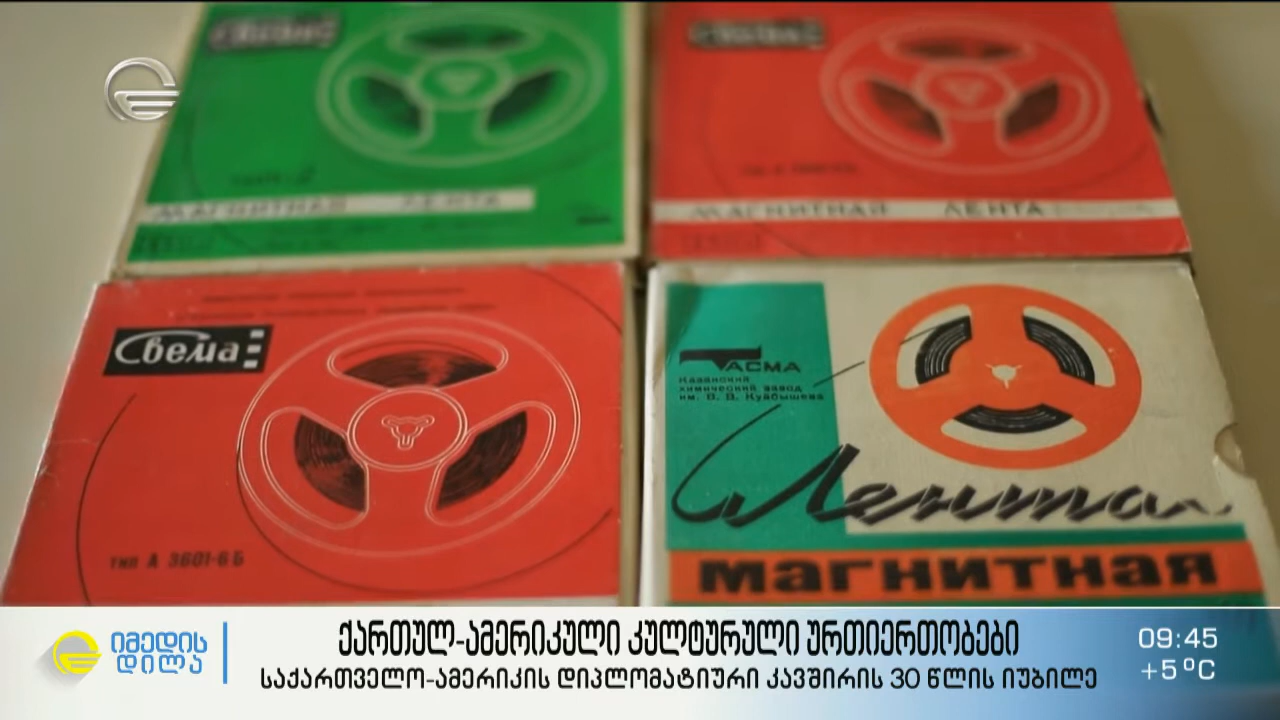 Свема
МАГНИТНАЯ ЛЕНТА
МАГНИТНАЯ ЛЕНТА
Свема
тип А 3601-6Б
ТАСМА
Казанский
химический завод
им. В. В. Куйбышева
Лента
магнитная
იმედის
დილა
ქართულ-ამერიკული კულტურული ურთიერთობები
საქართველო-ამერიკის დიპლომატიური კავშირის 30 წლის იუბილე
09:45
+5°C